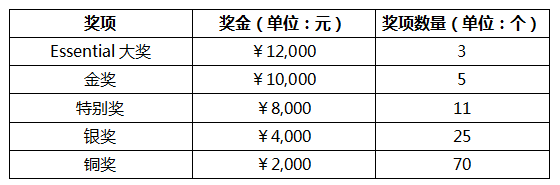 奖项 奖金（单位：元） 奖项数量（单位：个）
Essential 大奖 ￥12,000 3
金奖 ￥10,000 5
特别奖 ￥8,000 11
银奖 ￥4,000 25
铜奖 ￥2,000 70